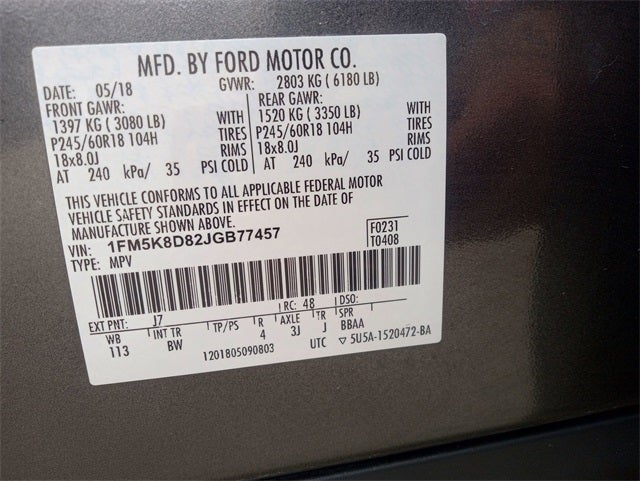 MFD. BY FORD MOTOR CO.
DATE: 05/18 GVWR: 2803 KG ( 6180 LB)
FRONT GAWR: REAR GAWR:
1397 KG ( 3080 LB) WITH 1520 KG ( 3350 LB) WITH
P245/60R18 104H TIRES P245/60R18 104H TIRES
18x8.0J RIMS 18x8.0J RIMS
AT 240 kPa/ 35 PSI COLD AT 240 kPa/ 35 PSI COLD
THIS VEHICLE CONFORMS TO ALL APPLICABLE FEDERAL MOTOR
VEHICLE SAFETY STANDARDS IN EFFECT ON THE DATE OF
MANUFACTURE SHOWN ABOVE.
VIN: 1FM5K8D82JGB77457 F0231
TYPE: MPV T0408
EXT PNT: J7 RC: 48 DSO:
WB INT TR TP/PS R AXLE TR SPR
113 BW 4 3J J BBAA
1201805090803 UTC ▽ 5U5A-1520472-BA